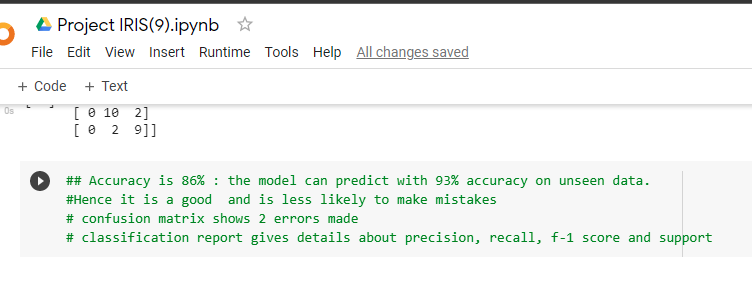 Project IRIS(9).ipynb
File Edit View Insert Runtime Tools Help All changes saved
+ Code + Text
0s
[ 0 10 2]
[ 0 2 9]]
## Accuracy is 86% : the model can predict with 93% accuracy on unseen data.
#Hence it is a good  and is less likely to make mistakes
# confusion matrix shows 2 errors made
# classification report gives details about precision, recall, f-1 score and support